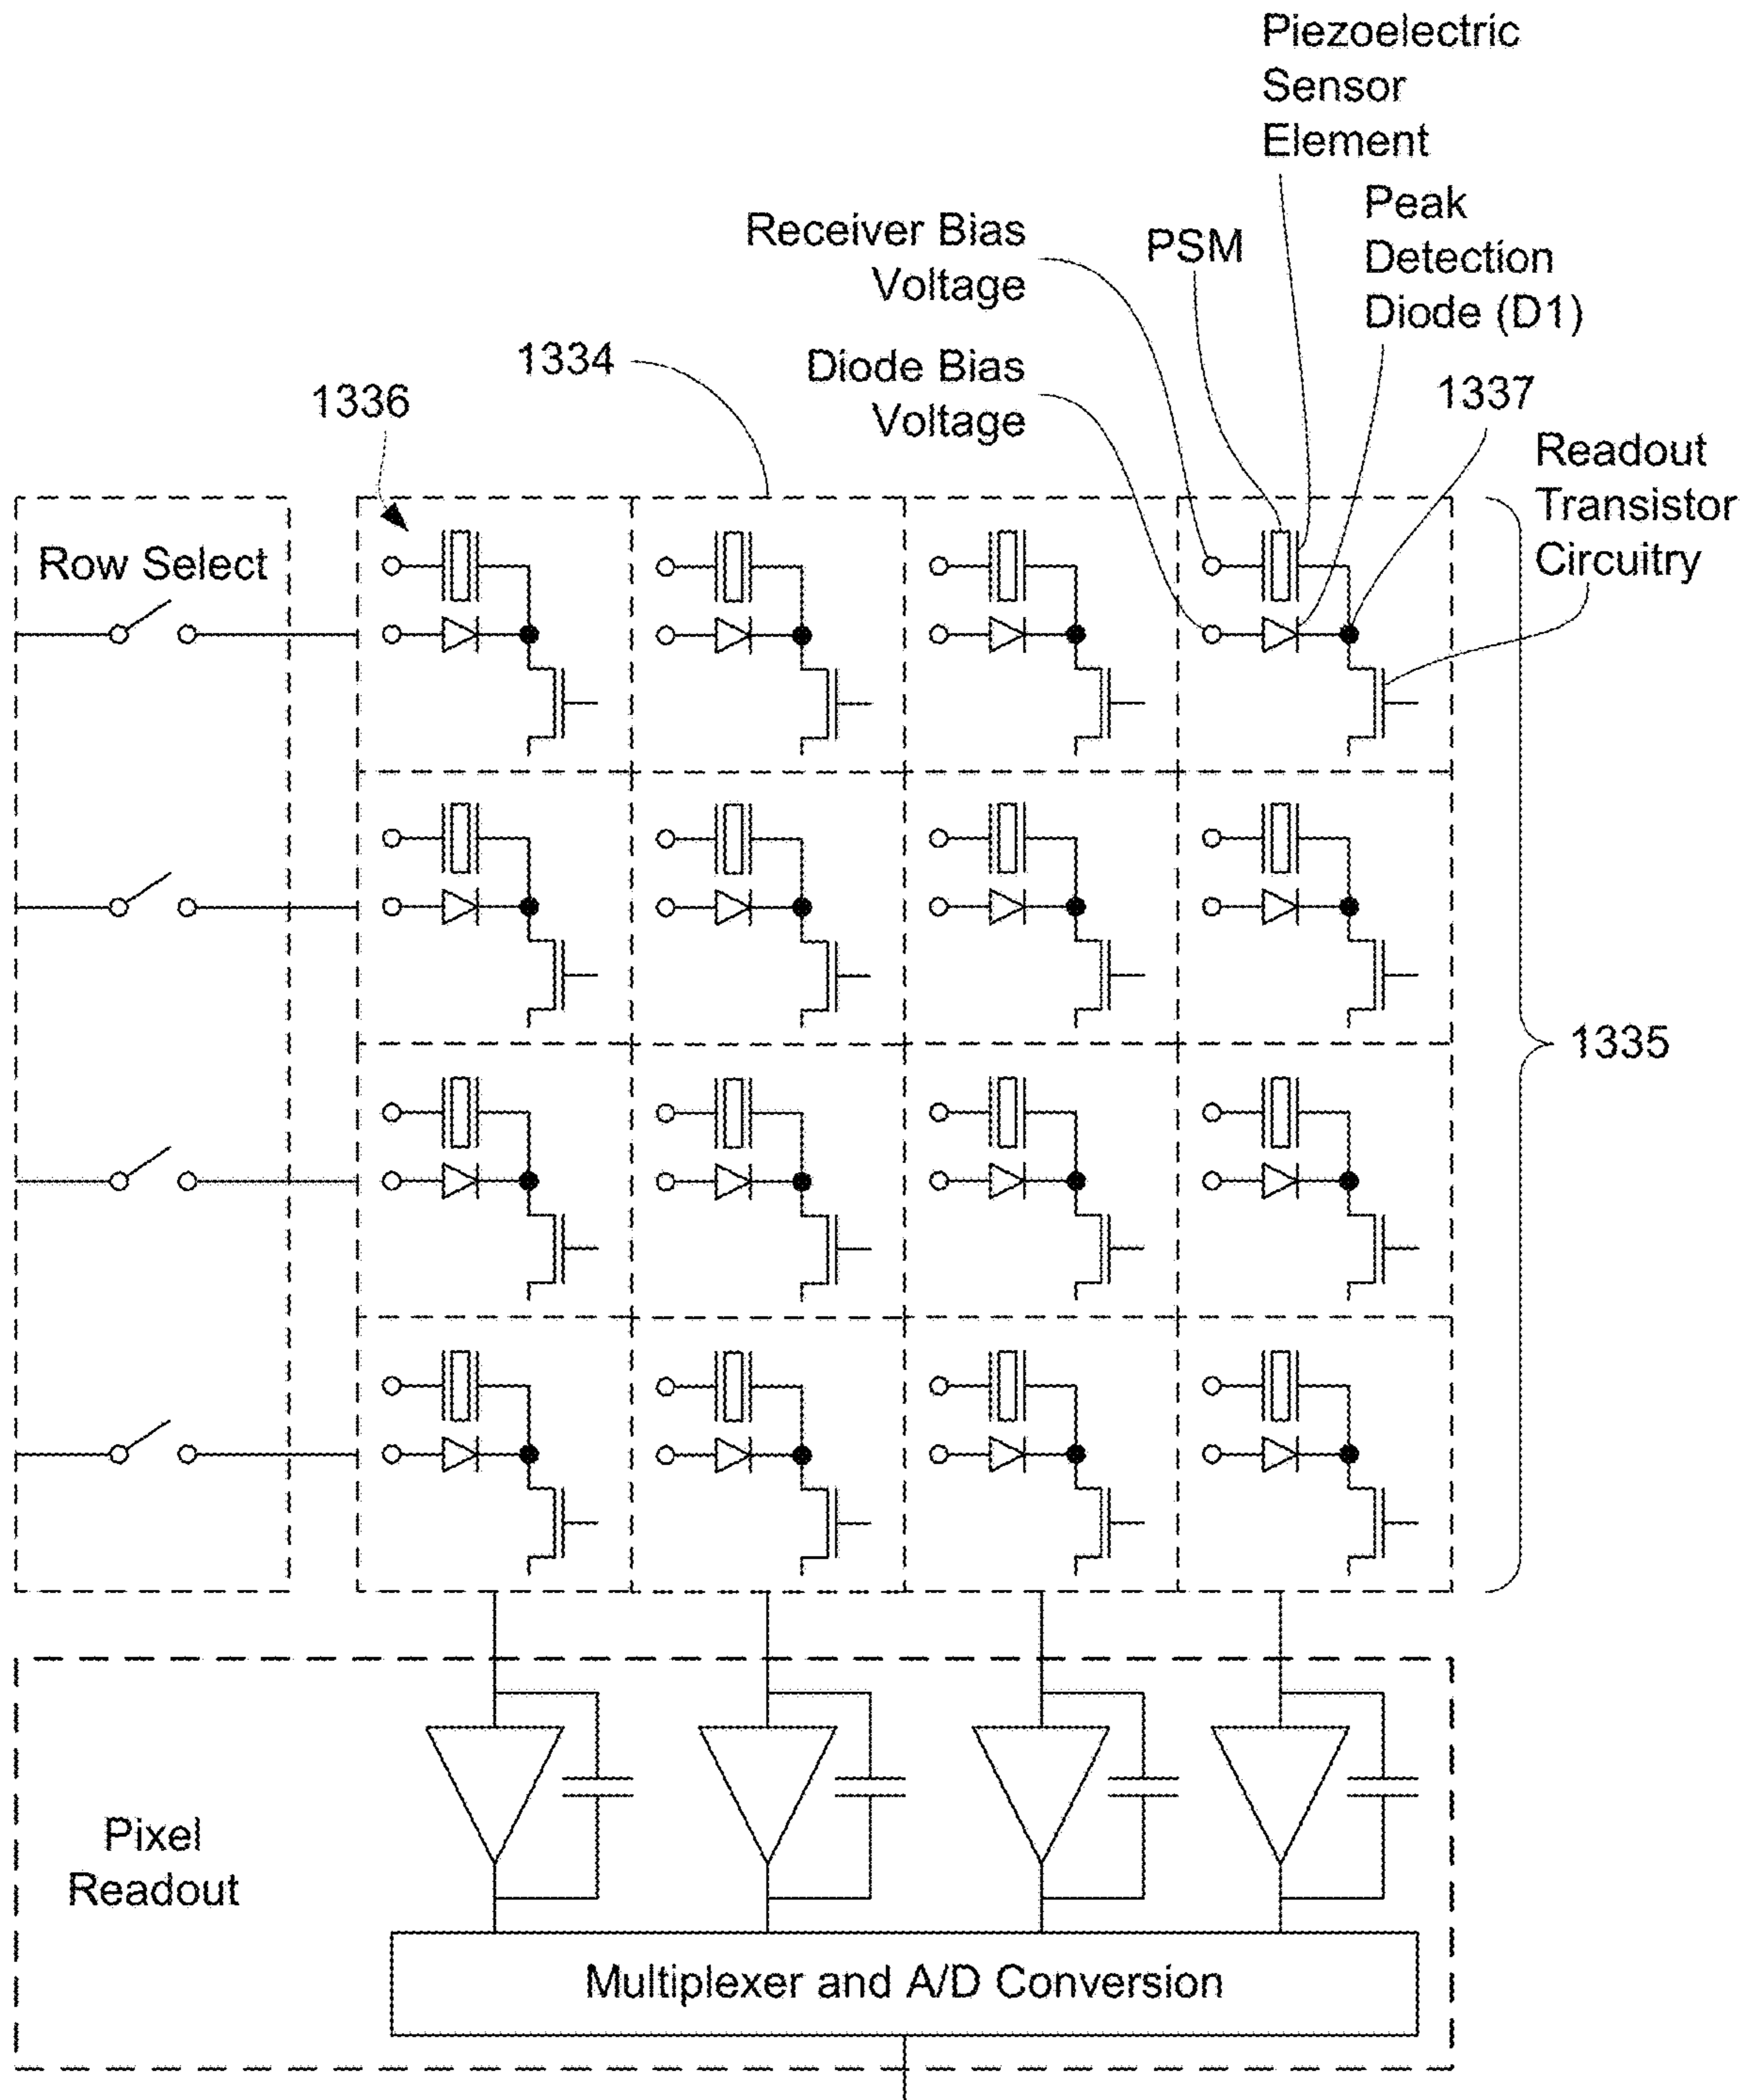 Piezoelectric
Sensor
Element
Peak
Detection
Diode (D1)
Receiver Bias
Voltage
PSM
1334
Diode Bias
Voltage
1336
1337
Readout
Transistor
Circuitry
Row Select
1335
Pixel
Readout
Multiplexer and A/D Conversion